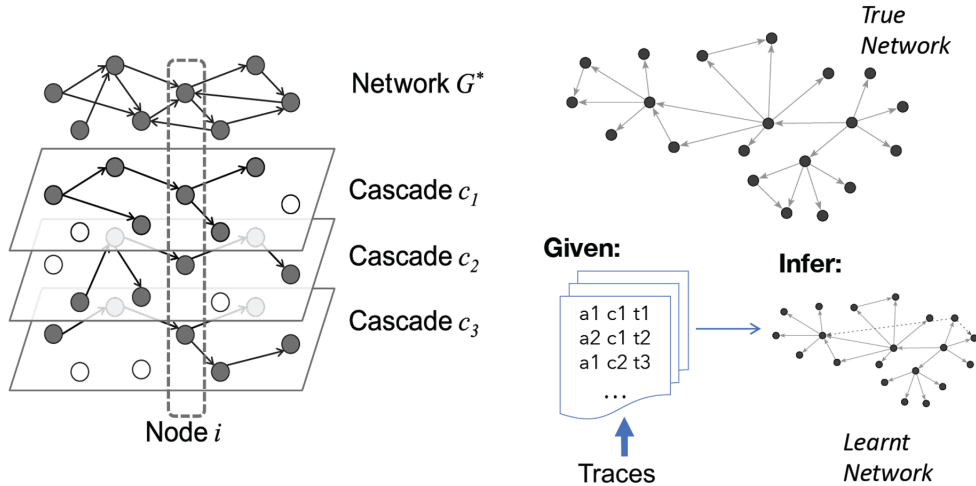 Network G*
Cascade c1
Cascade c2
Cascade c3
Node i
True
Network
Given:
a1 c1 t1
a2 c1 t2
a1 c2 t3
...
Traces
Infer:
Learnt
Network